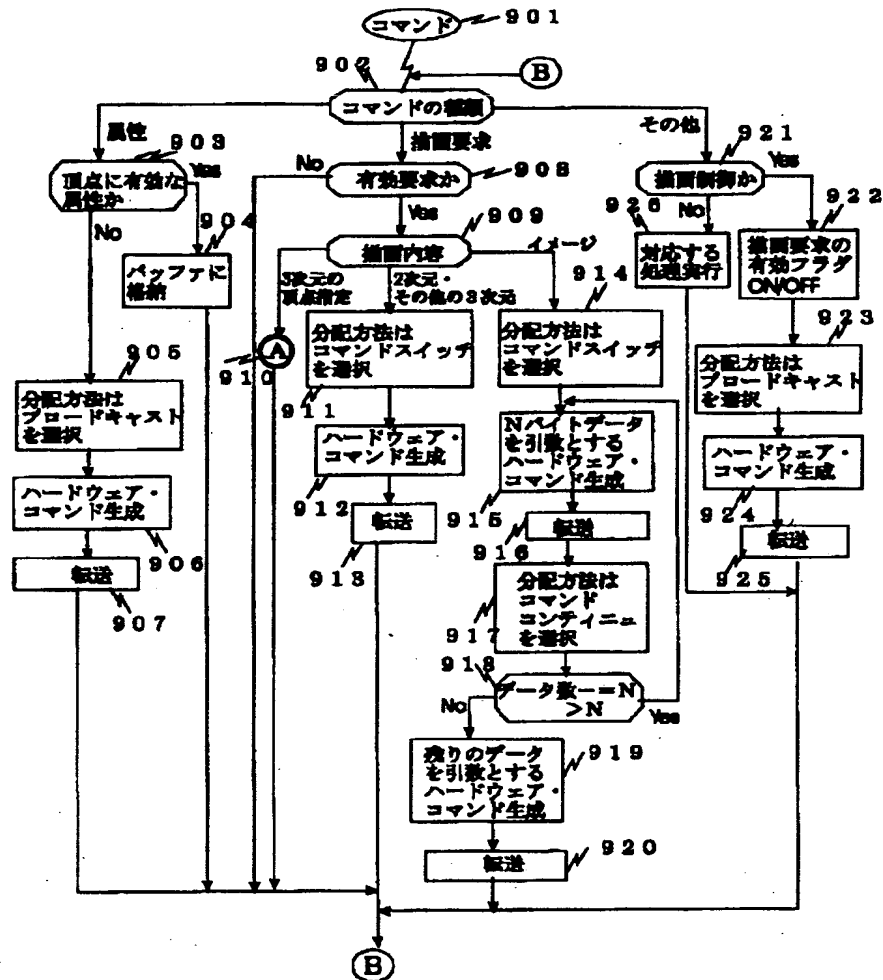 コマンド
901
902
B
コマンドの種類
属性
描画要求
その他
903
頂点に有効な
属性か
Yes
No
904
バッファに
格納
905
分配方法は
ブロードキャスト
を選択
ハードウェア・
コマンド生成
906
転送
907
No
有効要求か
908
Yes
909
描画内容
3次元の
頂点指定
2次元・
その他の3次元
イメージ
A
910
分配方法は
コマンドスイッチ
を選択
911
ハードウェア・
コマンド生成
912
転送
913
914
分配方法は
コマンドスイッチ
を選択
Nバイトデータ
を引数とする
ハードウェア・
コマンド生成
915
転送
916
分配方法は
コマンド
コンティニュ
を選択
917
918
データ数ー=N
>N
No
Yes
残りのデータ
を引数とする
ハードウェア・
コマンド生成
919
転送
920
921
描画制御か
Yes
No
926
対応する
処理実行
922
描画要求の
有効フラグ
ON/OFF
923
分配方法は
ブロードキャスト
を選択
ハードウェア・
コマンド生成
924
転送
925
B